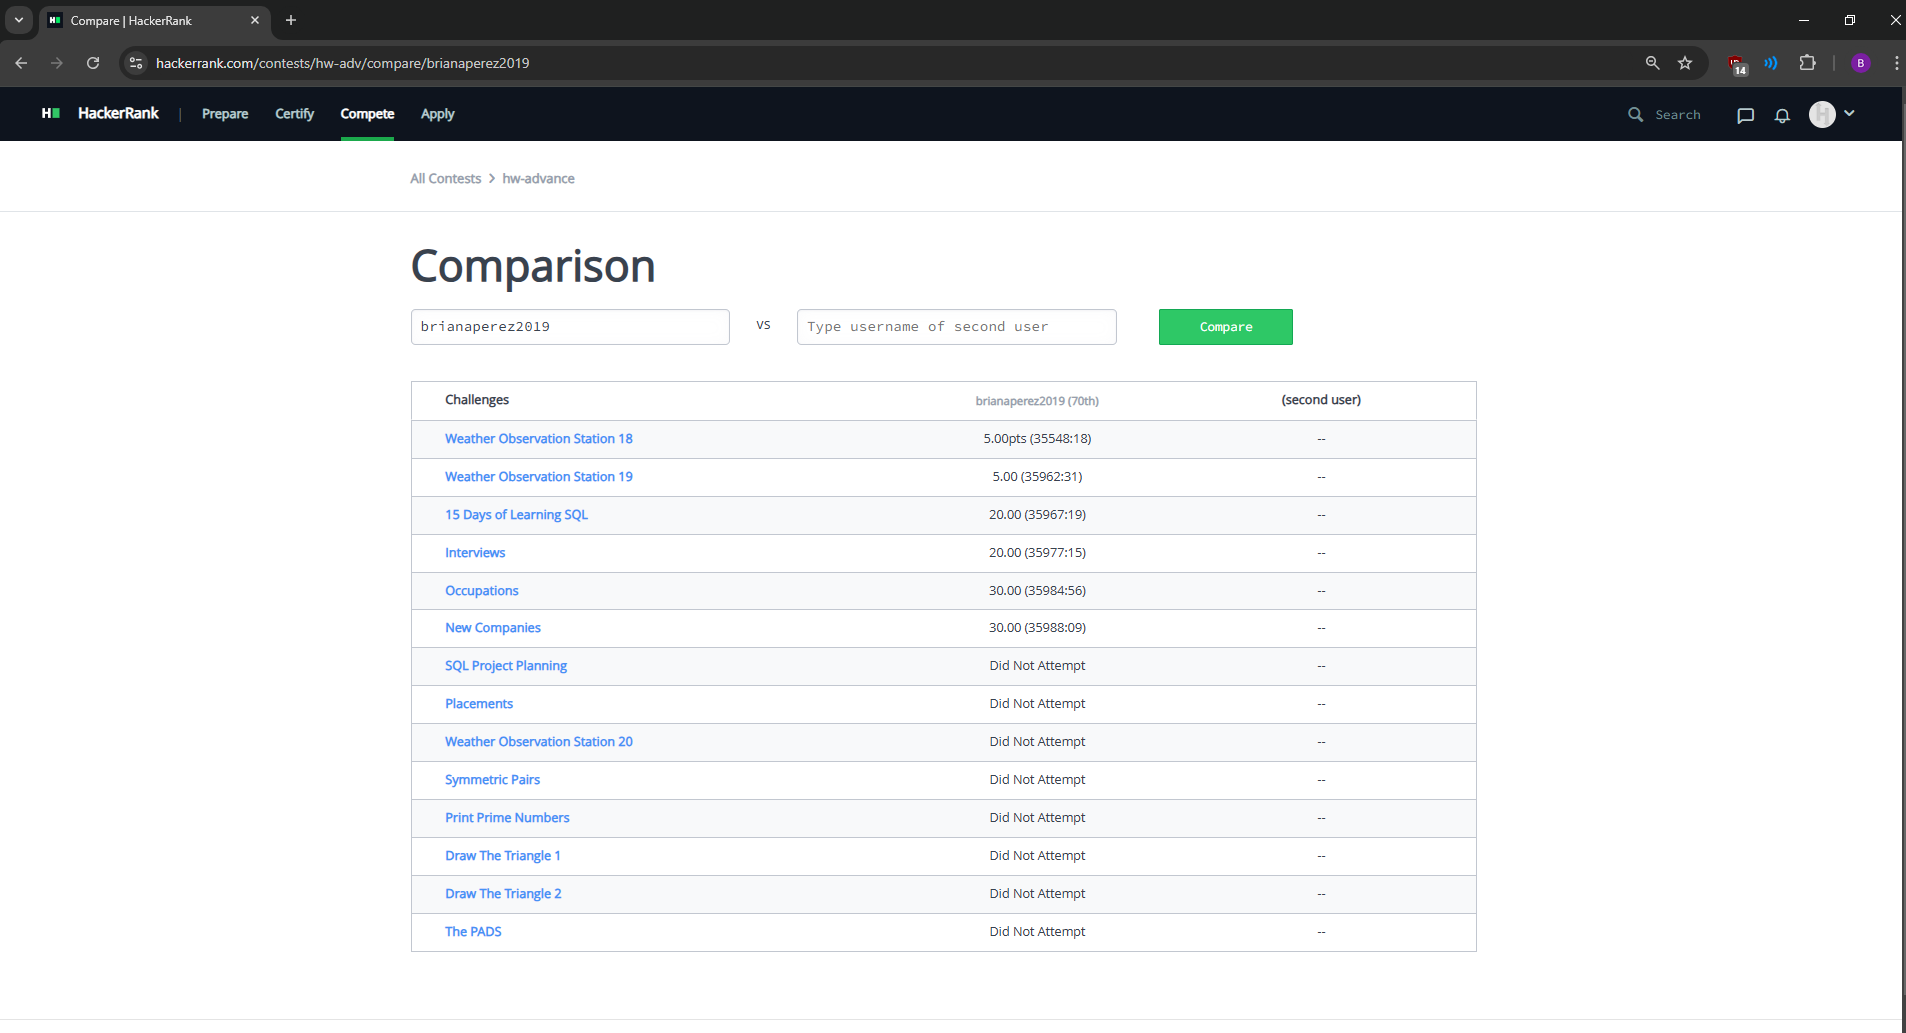 Compare | HackerRank
hackerrank.com/contests/hw-adv/compare/brianaperez2019
14
B
H
HackerRank | Prepare Certify Compete Apply
Search
All Contests > hw-advance
Comparison
brianaperez2019 VS Type username of second user Compare
Challenges brianaperez2019 (70th) (second user)
Weather Observation Station 18 5.00pts (35548:18) --
Weather Observation Station 19 5.00 (35962:31) --
15 Days of Learning SQL 20.00 (35967:19) --
Interviews 20.00 (35977:15) --
Occupations 30.00 (35984:56) --
New Companies 30.00 (35988:09) --
SQL Project Planning Did Not Attempt --
Placements Did Not Attempt --
Weather Observation Station 20 Did Not Attempt --
Symmetric Pairs Did Not Attempt --
Print Prime Numbers Did Not Attempt --
Draw The Triangle 1 Did Not Attempt --
Draw The Triangle 2 Did Not Attempt --
The PADS Did Not Attempt --